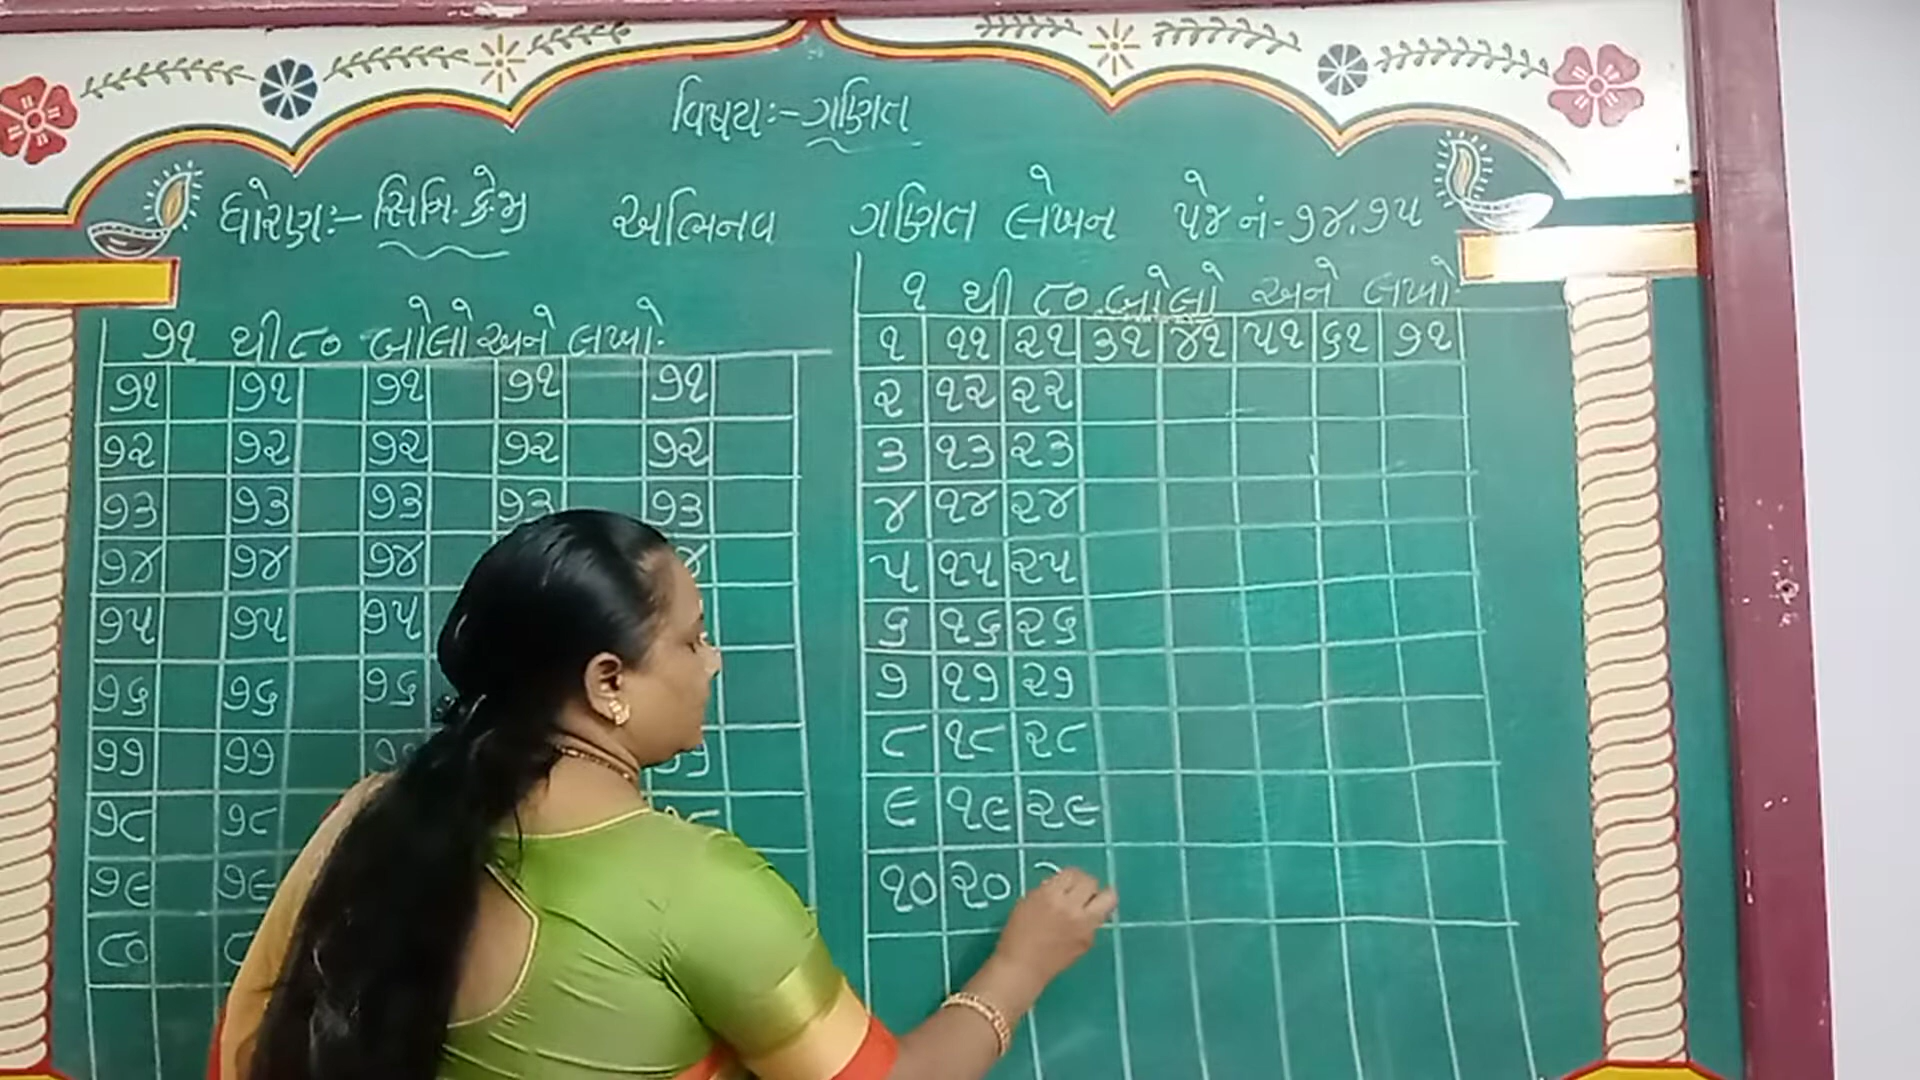 વિષય:-ગણિત
ધોરણ:- સિનિ. કે.જી અભિનવ ગણિત લેખન પેજ નં-૭૪,૭૫
૭૧ થી ૮૦ બોલો અને લખો.
૭૧ ૭૧ ૭૧ ૭૧ ૭૧
૭૨ ૭૨ ૭૨ ૭૨ ૭૨
૭૩ ૭૩ ૭૩ ૭૩ ૭૩
૭૪ ૭૪ ૭૪
૭૫ ૭૫ ૭૫
૭૬ ૭૬ ૭૬
૭૭ ૭૭
૭૮ ૭૮
૭૯ ૭૯
૮૦
૧ થી ૮૦ બોલો અને લખો.
૧ ૧૧ ૨૧ ૩૧ ૪૧ ૫૧ ૬૧ ૭૧
૨ ૧૨ ૨૨
૩ ૧૩ ૨૩
૪ ૧૪ ૨૪
૫ ૧૫ ૨૫
૬ ૧૬ ૨૬
૭ ૧૭ ૨૭
૮ ૧૮ ૨૮
૯ ૧૯ ૨૯
૧૦ ૨૦